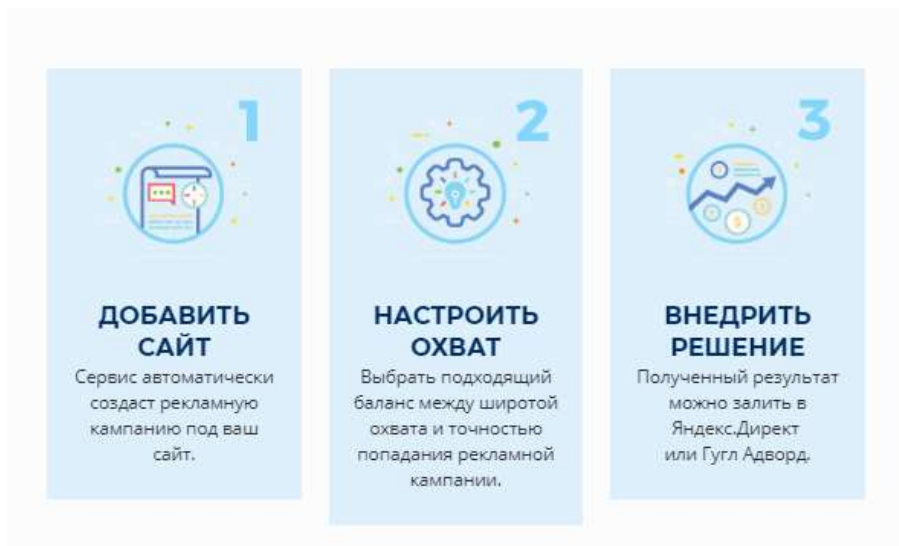 1
ДОБАВИТЬ
САЙТ
Сервис автоматически
создаст рекламную
кампанию под ваш
сайт.
2
НАСТРОИТЬ
ОХВАТ
Выбрать подходящий
баланс между широтой
охвата и точностью
попадания рекламной
кампании.
3
ВНЕДРИТЬ
РЕШЕНИЕ
Полученный результат
можно залить в
Яндекс.Директ
или Гугл Адворд.